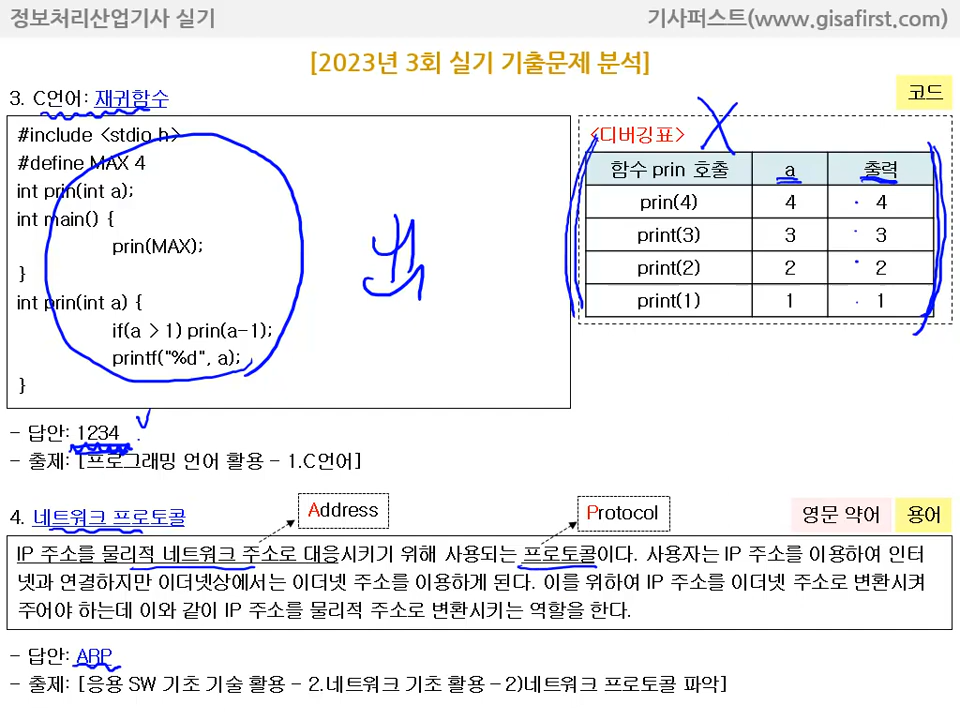 정보처리산업기사 실기
기사퍼스트(www.gisafirst.com)
[2023년 3회 실기 기출문제 분석]
3. C언어: 재귀함수
코드
#include <stdio h>
#define MAX 4
int prin(int a);
int main() {
prin(MAX);
}
int prin(int a) {
if(a > 1) prin(a-1);
printf("%d", a);
}
<디버깅표>
함수 prin 호출 a 출력
prin(4) 4 4
print(3) 3 3
print(2) 2 2
print(1) 1 1
- 답안: 1234
- 출제: [프로그래밍 언어 활용 - 1.C언어]
4. 네트워크 프로토콜
Address
Protocol
영문 약어
용어
IP 주소를 물리적 네트워크 주소로 대응시키기 위해 사용되는 프로토콜이다. 사용자는 IP 주소를 이용하여 인터
넷과 연결하지만 이더넷상에서는 이더넷 주소를 이용하게 된다. 이를 위하여 IP 주소를 이더넷 주소로 변환시켜
주어야 하는데 이와 같이 IP 주소를 물리적 주소로 변환시키는 역할을 한다.
- 답안: ARP
- 출제: [응용 SW 기초 기술 활용 - 2.네트워크 기초 활용 - 2)네트워크 프로토콜 파악]